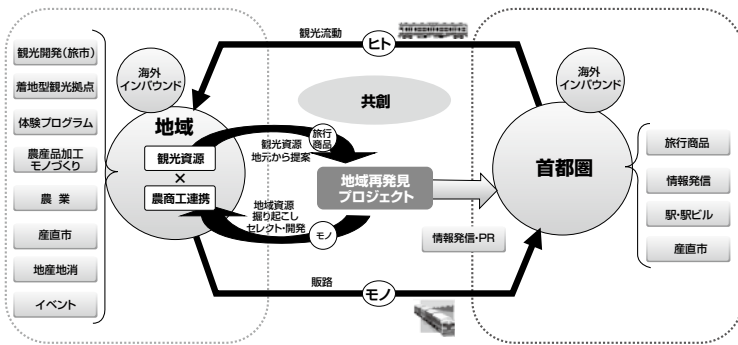 観光流動
ヒト
観光開発(旅市)
着地型観光拠点
体験プログラム
農産品加工
モノづくり
農 業
産直市
地産地消
イベント
海外
インバウンド
地域
観光資源
×
農商工連携
共創
旅行
商品
観光資源
地元から提案
地域再発見
プロジェクト
地域資源
掘り起こし
セレクト・開発
モノ
情報発信・PR
海外
インバウンド
首都圏
旅行商品
情報発信
駅・駅ビル
産直市
販路
モノ